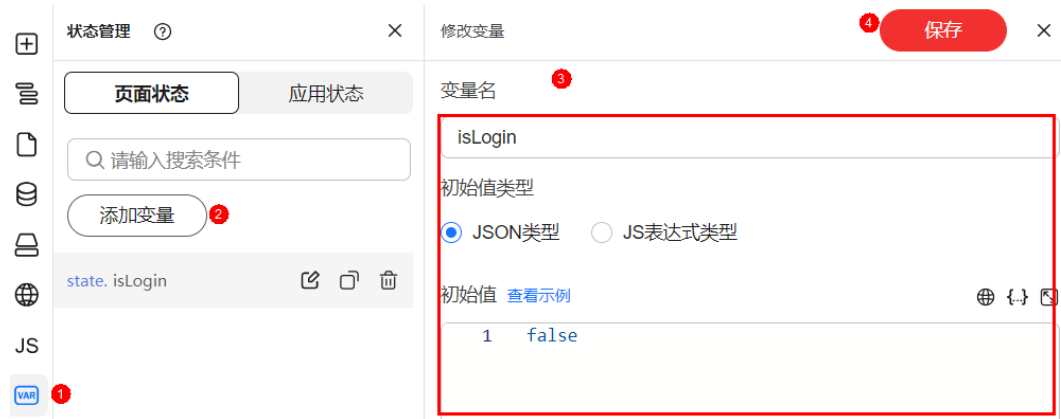 状态管理 ?
页面状态 应用状态
请输入搜索条件
添加变量 2
state. isLogin
JS
VAR 1
修改变量 4 保存
变量名 3
isLogin
初始值类型
JSON类型 JS表达式类型
初始值 查看示例 {..}
1 false